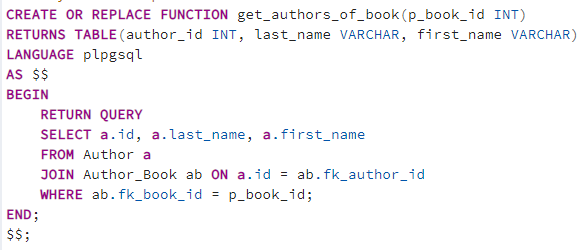 CREATE OR REPLACE FUNCTION get_authors_of_book(p_book_id INT)
RETURNS TABLE(author_id INT, last_name VARCHAR, first_name VARCHAR)
LANGUAGE plpgsql
AS $$
BEGIN
    RETURN QUERY
    SELECT a.id, a.last_name, a.first_name
    FROM Author a
    JOIN Author_Book ab ON a.id = ab.fk_author_id
    WHERE ab.fk_book_id = p_book_id;
END;
$$;